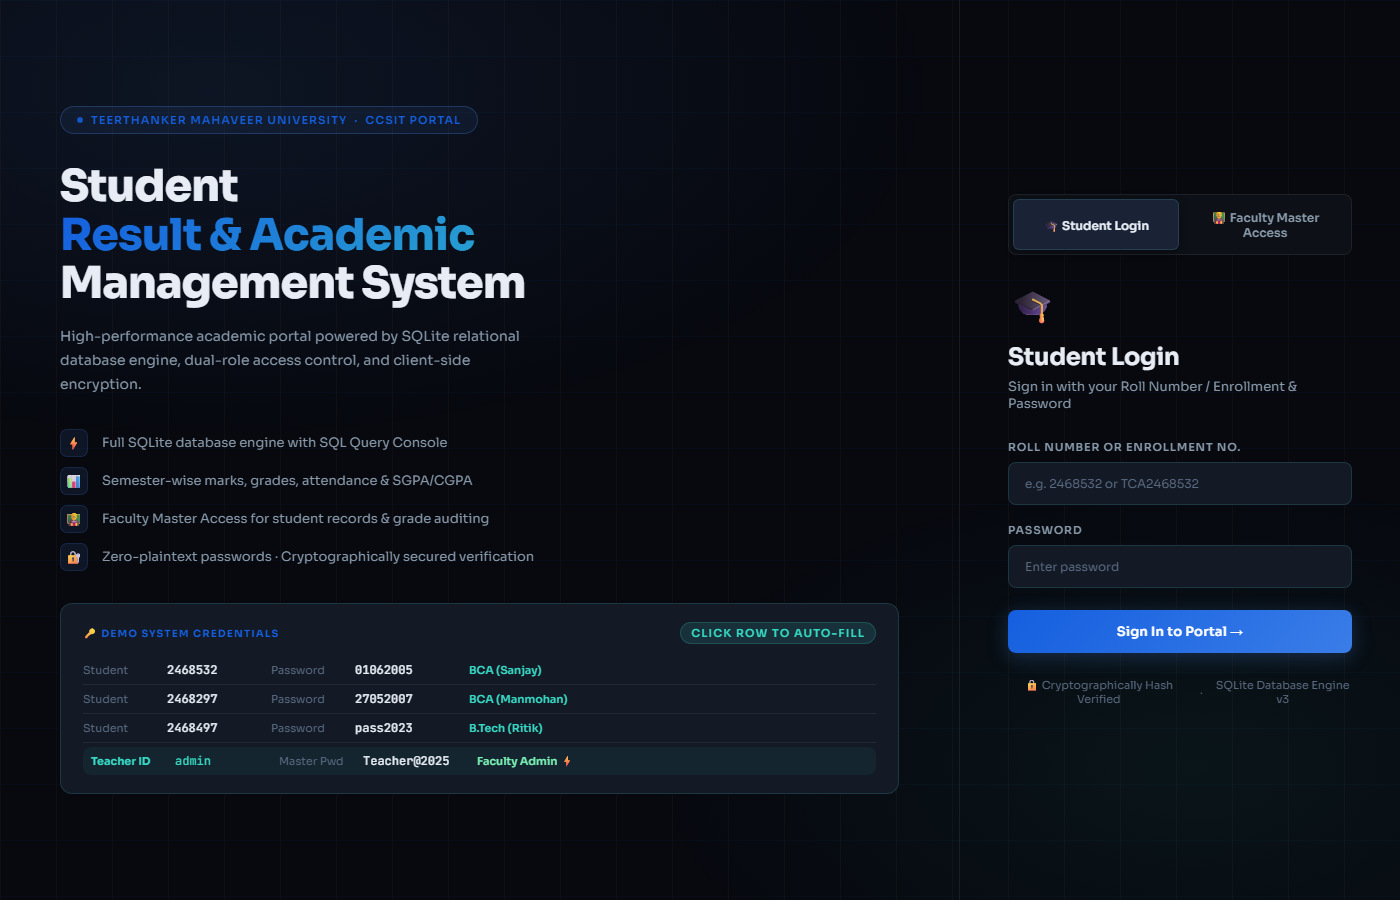 TEERTHANKER MAHAVEER UNIVERSITY · CCSIT PORTAL
Student
Result & Academic
Management System
High-performance academic portal powered by SQLite relational
database engine, dual-role access control, and client-side
encryption.
Full SQLite database engine with SQL Query Console
Semester-wise marks, grades, attendance & SGPA/CGPA
Faculty Master Access for student records & grade auditing
Zero-plaintext passwords · Cryptographically secured verification
DEMO SYSTEM CREDENTIALS CLICK ROW TO AUTO-FILL
Student 2468532 Password 01062005 BCA (Sanjay)
Student 2468297 Password 27052007 BCA (Manmohan)
Student 2468497 Password pass2023 B.Tech (Ritik)
Teacher ID admin Master Pwd Teacher@2025 Faculty Admin ⚡
🎓 Student Login
Faculty Master
Access
Student Login
Sign in with your Roll Number / Enrollment &
Password
ROLL NUMBER OR ENROLLMENT NO.
e.g. 2468532 or TCA2468532
PASSWORD
Enter password
Sign In to Portal →
🔒 Cryptographically Hash
Verified
·
SQLite Database Engine
v3